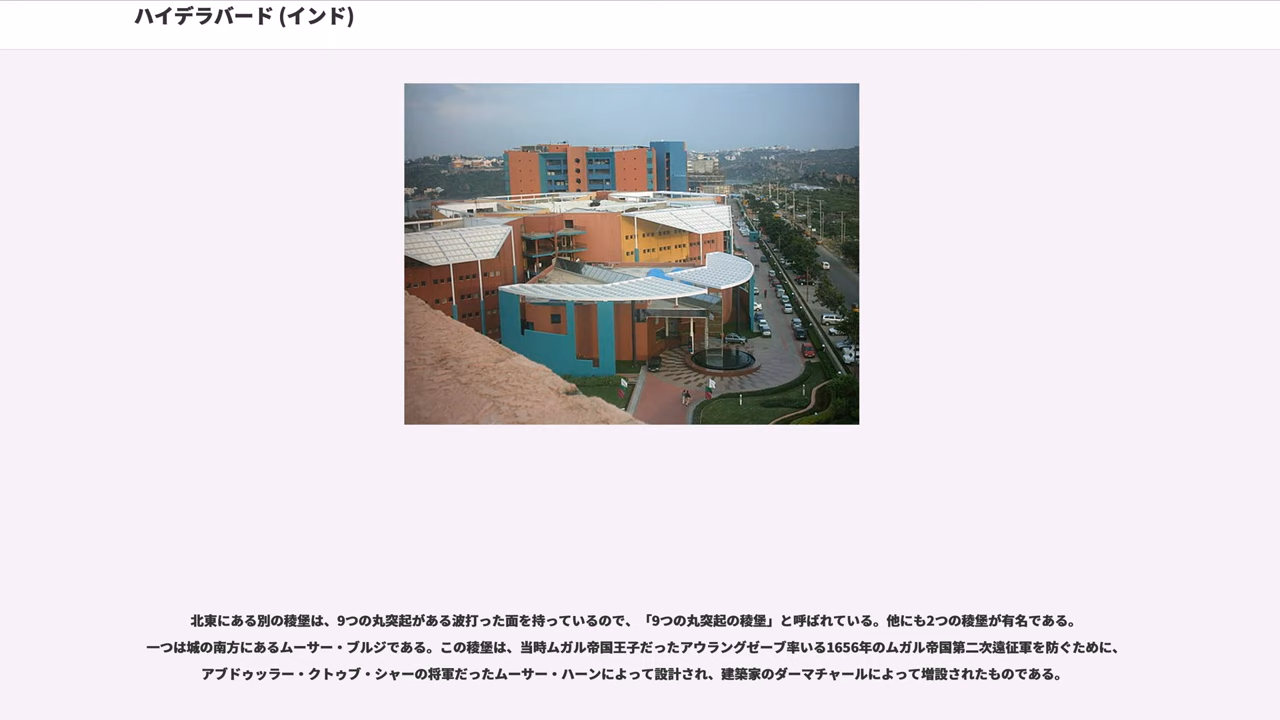 ハイデラバード (インド)
北東にある別の稜堡は、9つの丸突起がある波打った面を持っているので、「9つの丸突起の稜堡」と呼ばれている。他にも2つの稜堡が有名である。
一つは城の南方にあるムーサー・ブルジである。この稜堡は、当時ムガル帝国王子だったアウラングゼーブ率いる1656年のムガル帝国第二次遠征軍を防ぐために、
アブドゥッラー・クトゥブ・シャーの将軍だったムーサー・ハーンによって設計され、建築家のダーマチャールによって増設されたものである。